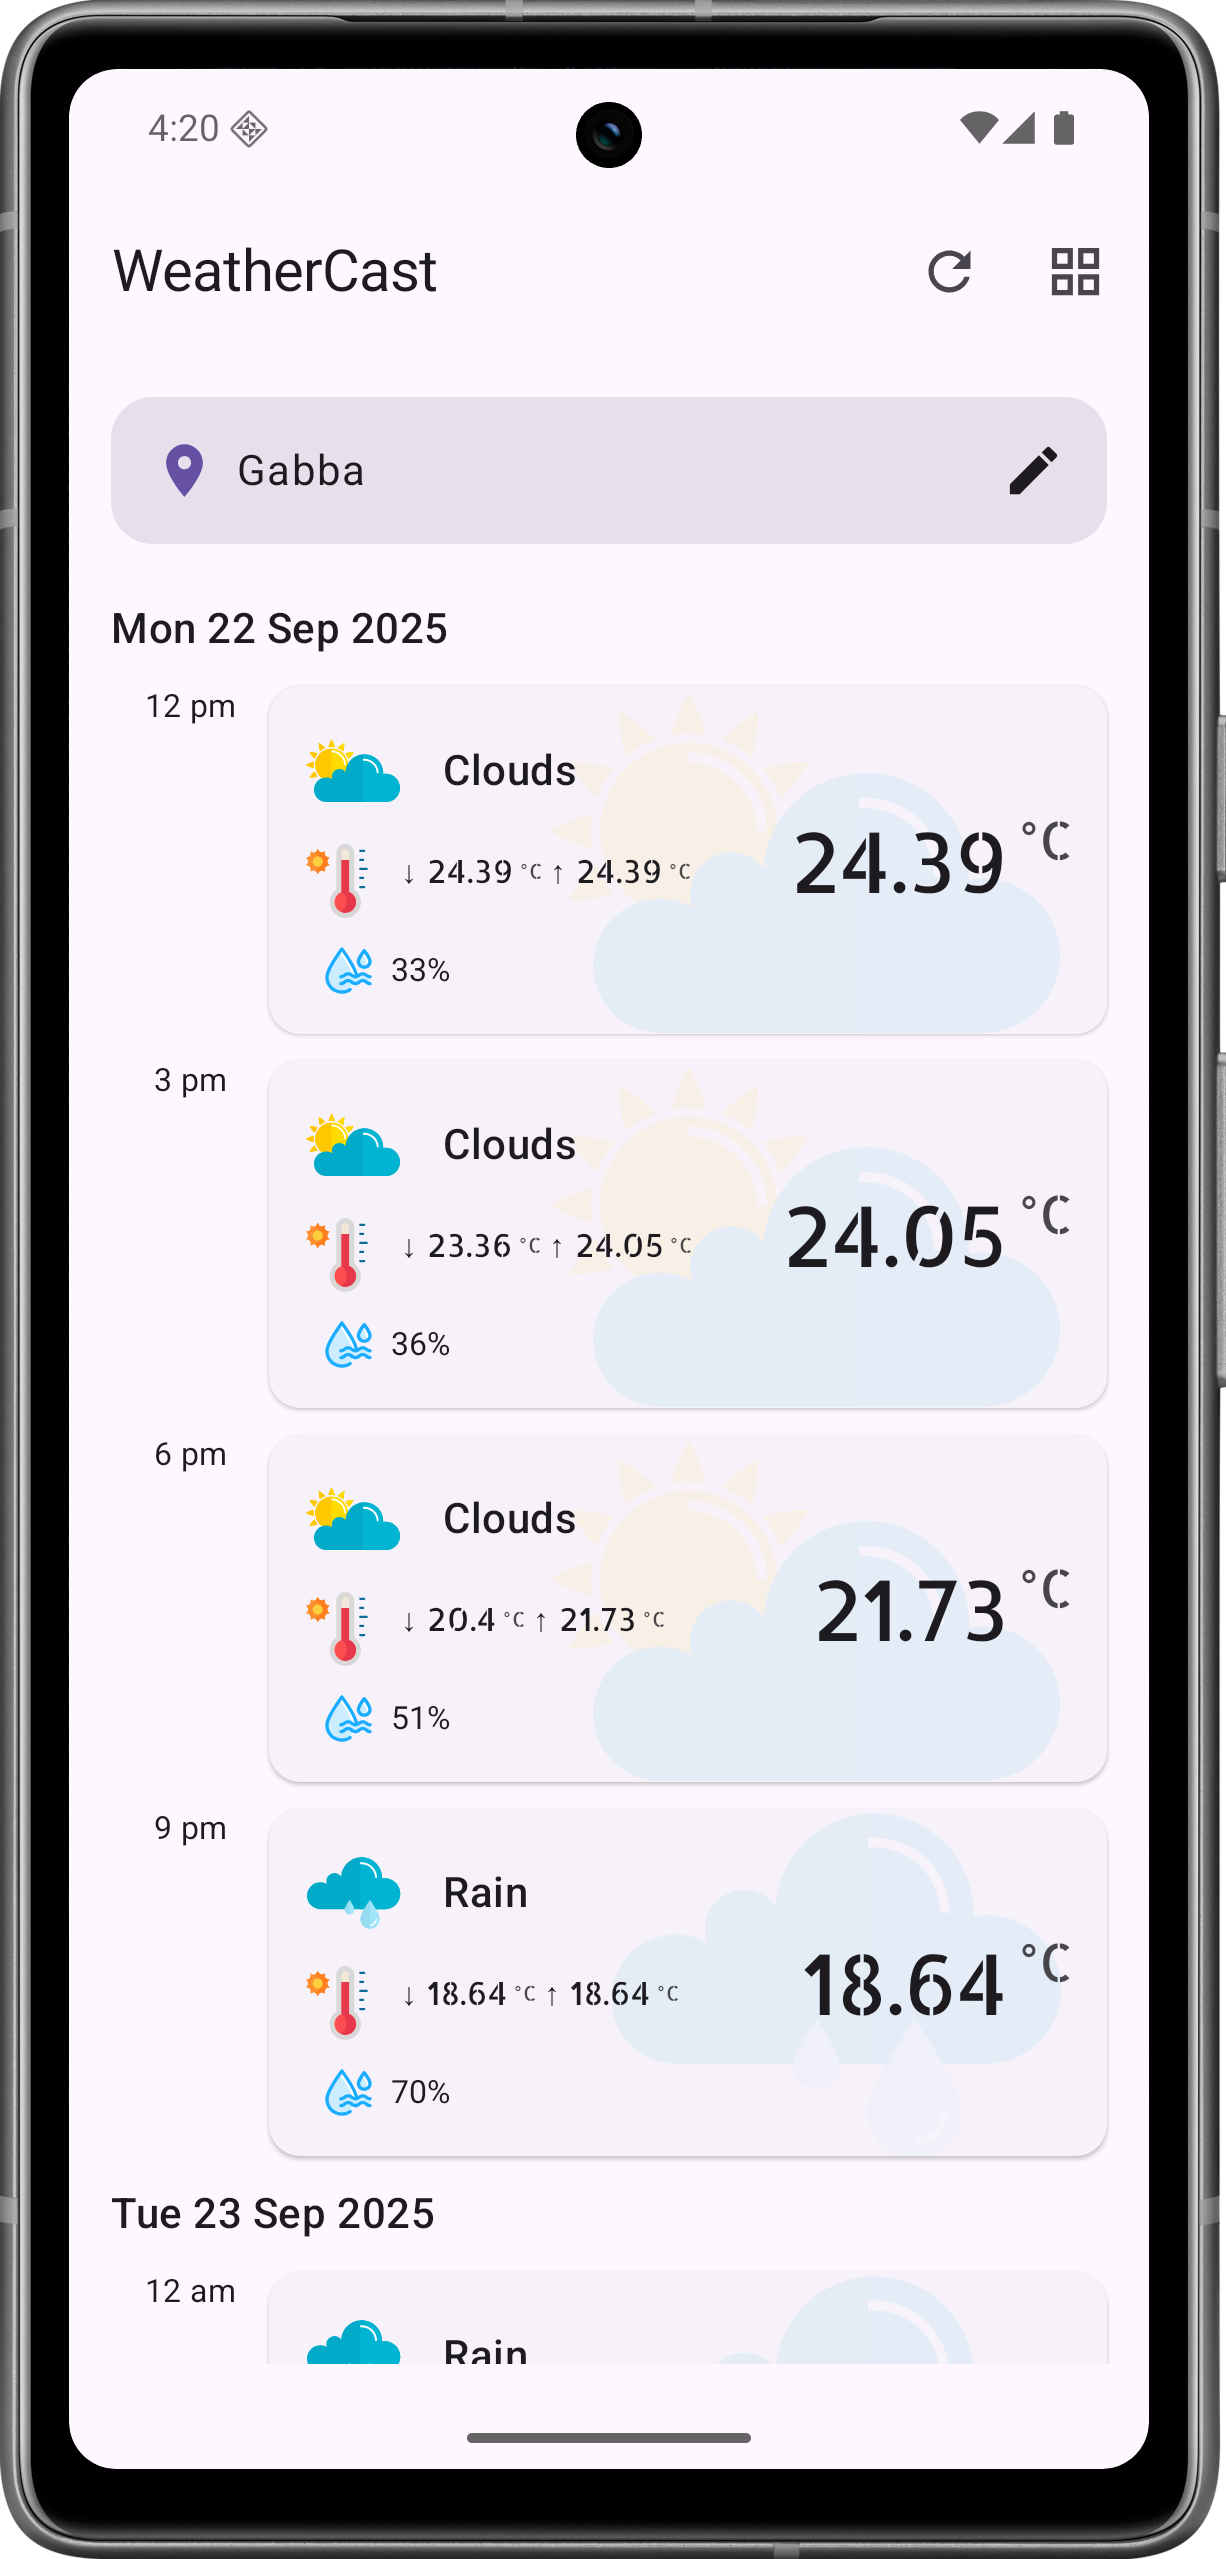 4:20
WeatherCast
Gabba
Mon 22 Sep 2025
12 pm
Clouds
↓ 24.39 °C ↑ 24.39 °C
24.39 °C
33%
3 pm
Clouds
↓ 23.36 °C ↑ 24.05 °C
24.05 °C
36%
6 pm
Clouds
↓ 20.4 °C ↑ 21.73 °C
21.73 °C
51%
9 pm
Rain
↓ 18.64 °C ↑ 18.64 °C
18.64 °C
70%
Tue 23 Sep 2025
12 am
Rain